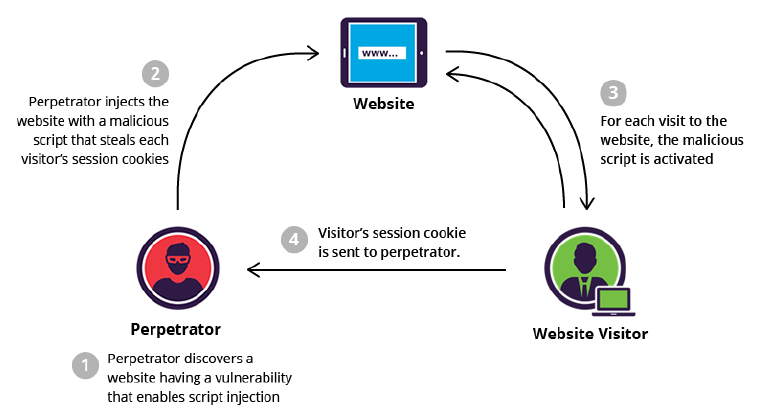 www...
Website
2
Perpetrator injects the
website with a malicious
script that steals each
visitor's session cookies
3
For each visit to the
website, the malicious
script is activated
4
Visitor's session cookie
is sent to perpetrator.
Perpetrator
Website Visitor
1
Perpetrator discovers a
website having a vulnerability
that enables script injection